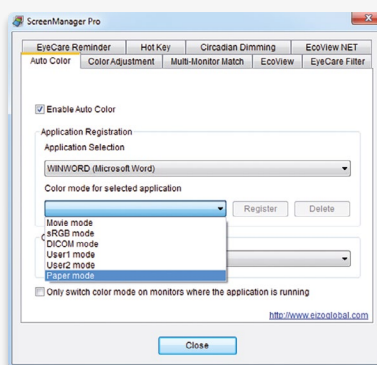 ScreenManager Pro
EyeCare Reminder Hot Key Circadian Dimming EcoView NET
Auto Color Color Adjustment Multi-Monitor Match EcoView EyeCare Filter
Enable Auto Color
Application Registration
Application Selection
WINWORD (Microsoft Word)
Color mode for selected application
Register Delete
Movie mode
sRGB mode
DICOM mode
User1 mode
User2 mode
Paper mode
Only switch color mode on monitors where the application is running
http://www.eizoglobal.com
Close